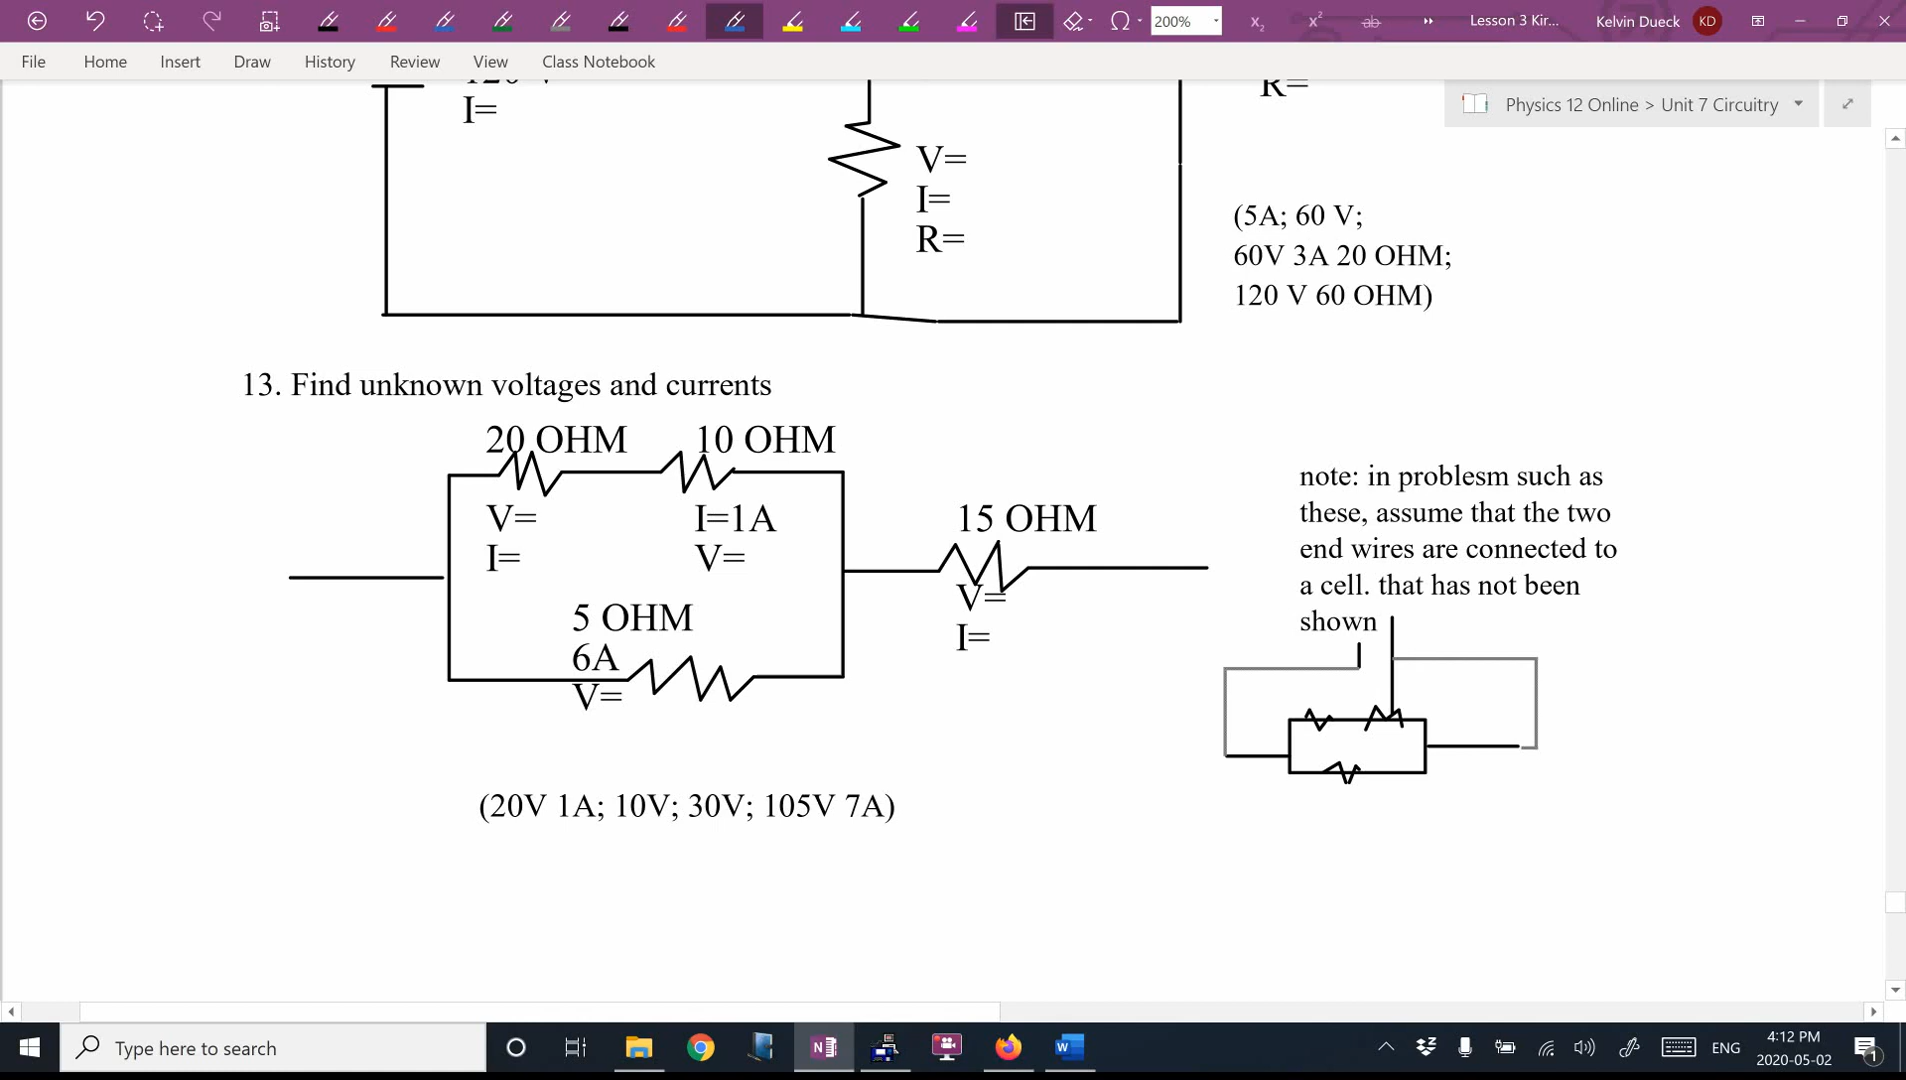 200%
x₂
x²
ab
Lesson 3 Kir...
Kelvin Dueck
KD
File
Home
Insert
Draw
History
Review
View
Class Notebook
Physics 12 Online > Unit 7 Circuitry
I=
R=
V=
I=
R=
(5A; 60 V;
60V 3A 20 OHM;
120 V 60 OHM)
13. Find unknown voltages and currents
20 OHM
10 OHM
V=
I=
I=1A
V=
15 OHM
V=
I=
5 OHM
6A
V=
note: in problesm such as
these, assume that the two
end wires are connected to
a cell. that has not been
shown
(20V 1A; 10V; 30V; 105V 7A)
Type here to search
N
W
ENG
4:12 PM
2020-05-02
1